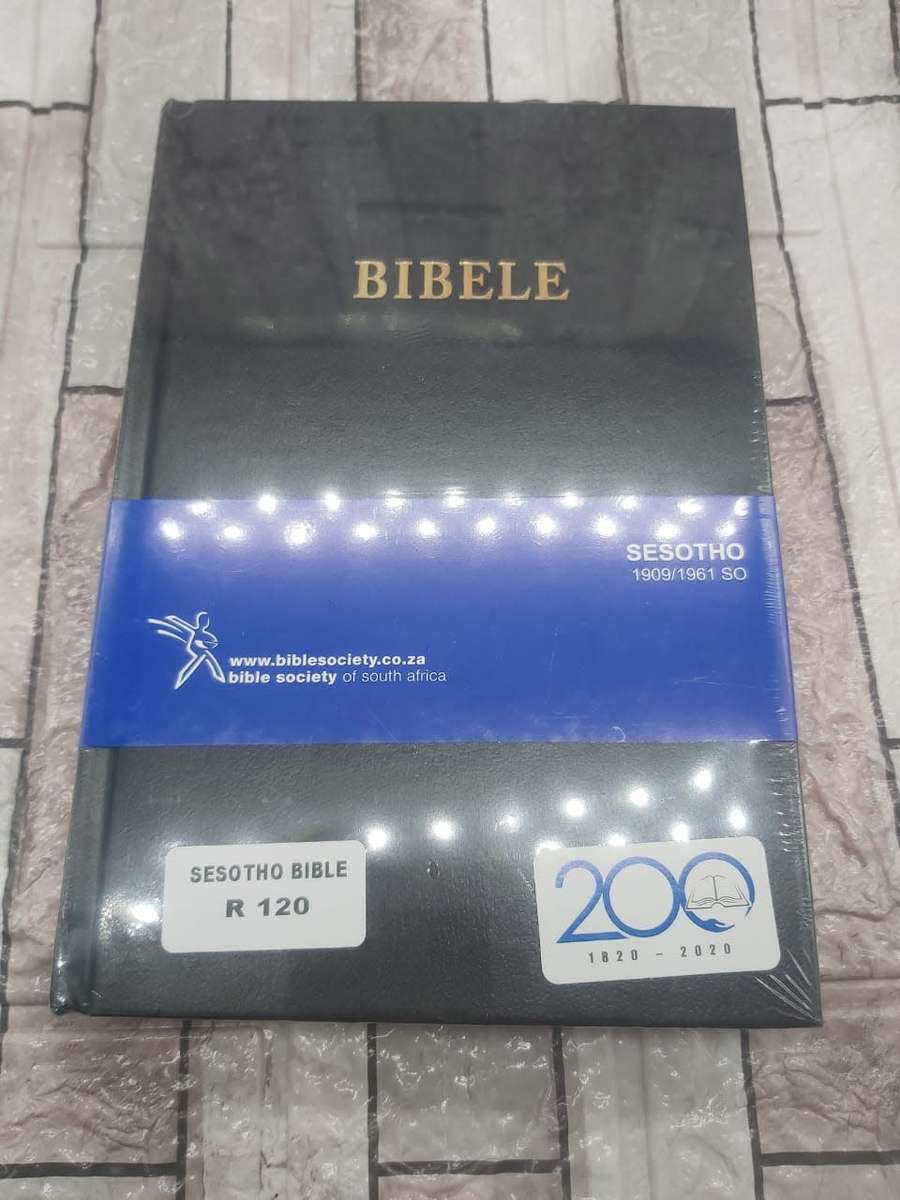 BIBELE
SESOTHO
1909/1961 SO
www.biblesociety.co.za
bible society of south africa
SESOTHO BIBLE
R 120
200
1820 - 2020